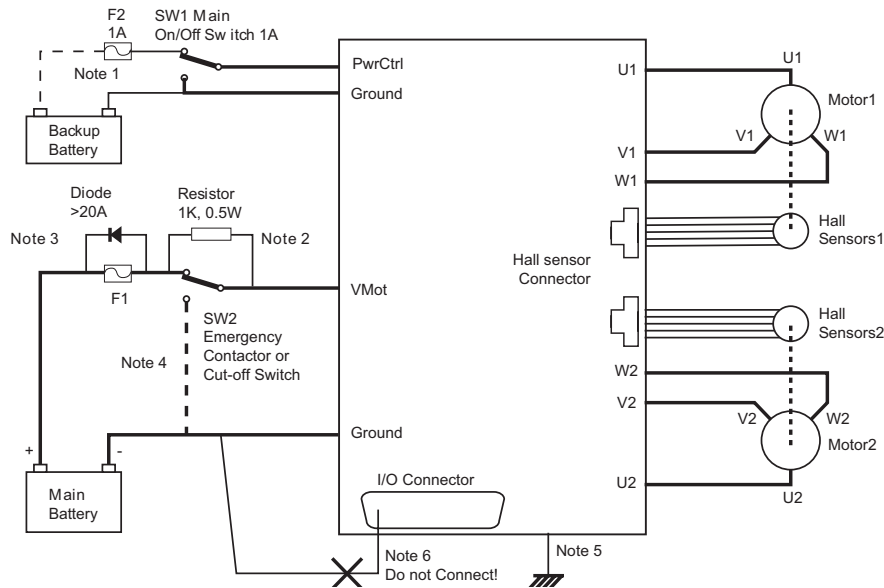 F2
1A
SW1 Main
On/Off Switch 1A
Note 1
Backup
Battery
PwrCtrl
Ground
U1
U1
Motor1
V1
W1
V1
W1
Hall
Sensors1
Hall sensor
Connector
Diode
>20A
Resistor
1K, 0.5W
Note 3
Note 2
F1
VMot
SW2
Emergency
Contactor or
Cut-off Switch
Note 4
Hall
Sensors2
W2
V2
V2
W2
Motor2
U2
U2
Ground
+
-
Main
Battery
I/O Connector
Note 6
Do not Connect!
Note 5